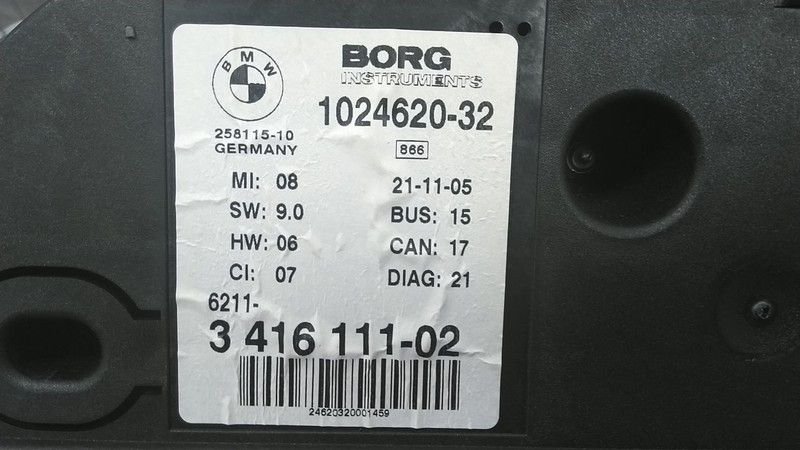 BMW
BORG
INSTRUMENTS
1024620-32
258115-10
GERMANY
866
MI: 08
21-11-05
SW: 9.0
BUS: 15
HW: 06
CAN: 17
CI: 07
DIAG: 21
6211-
3 416 111-02
24620320001459